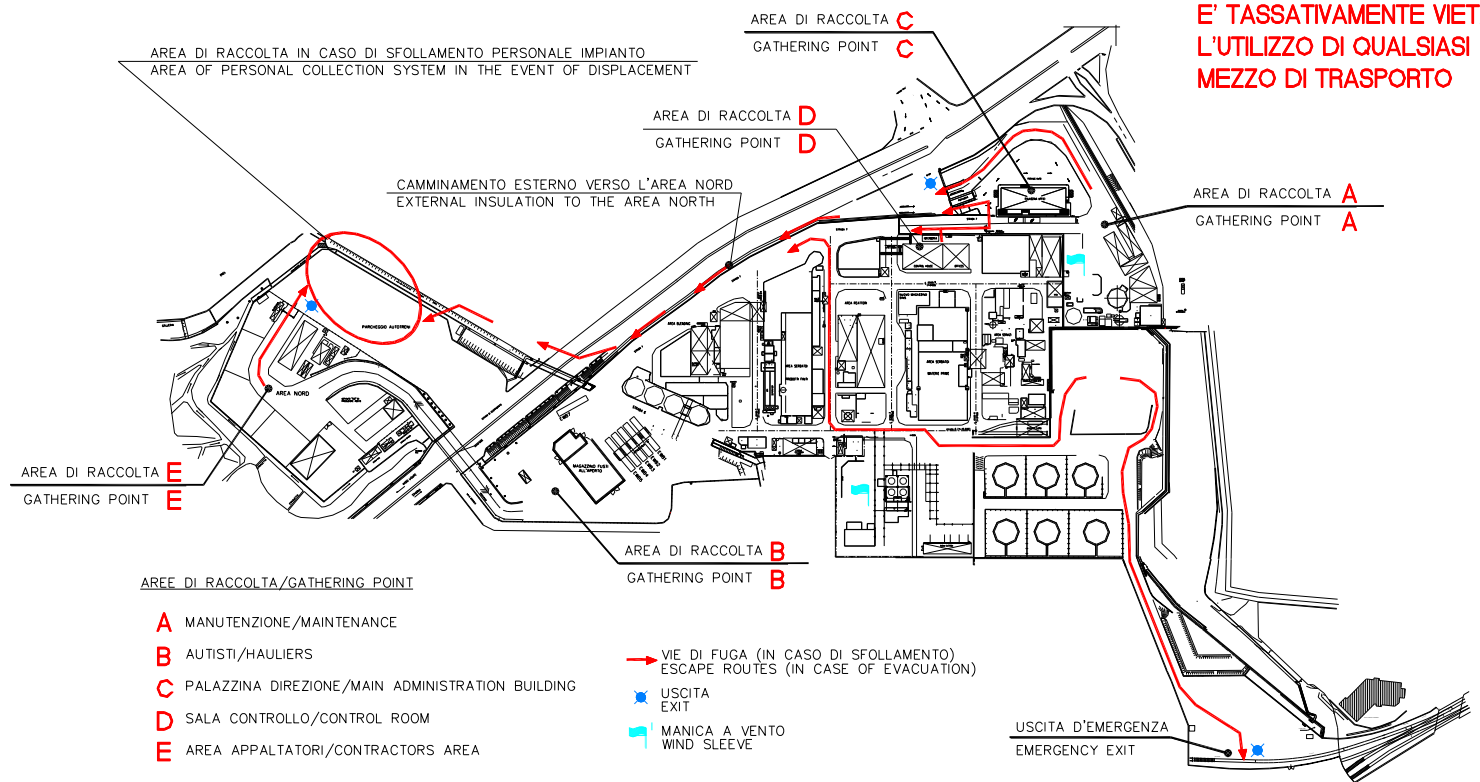 AREA DI RACCOLTA C
GATHERING POINT C
E' TASSATIVAMENTE VIET
L'UTILIZZO DI QUALSIASI
MEZZO DI TRASPORTO
AREA DI RACCOLTA IN CASO DI SFOLLAMENTO PERSONALE IMPIANTO
AREA OF PERSONAL COLLECTION SYSTEM IN THE EVENT OF DISPLACEMENT
AREA DI RACCOLTA D
GATHERING POINT D
CAMMINAMENTO ESTERNO VERSO L'AREA NORD
EXTERNAL INSULATION TO THE AREA NORTH
AREA DI RACCOLTA A
GATHERING POINT A
PARCHEGGIO AUTOTRENI
AREA NORD
MAGAZZINO FUSTI
ALL'APERTO
AREA DI RACCOLTA E
GATHERING POINT E
AREA DI RACCOLTA B
GATHERING POINT B
AREE DI RACCOLTA/GATHERING POINT
A MANUTENZIONE/MAINTENANCE
B AUTISTI/HAULIERS
C PALAZZINA DIREZIONE/MAIN ADMINISTRATION BUILDING
D SALA CONTROLLO/CONTROL ROOM
E AREA APPALTATORI/CONTRACTORS AREA
VIE DI FUGA (IN CASO DI SFOLLAMENTO)
ESCAPE ROUTES (IN CASE OF EVACUATION)
USCITA
EXIT
MANICA A VENTO
WIND SLEEVE
USCITA D'EMERGENZA
EMERGENCY EXIT